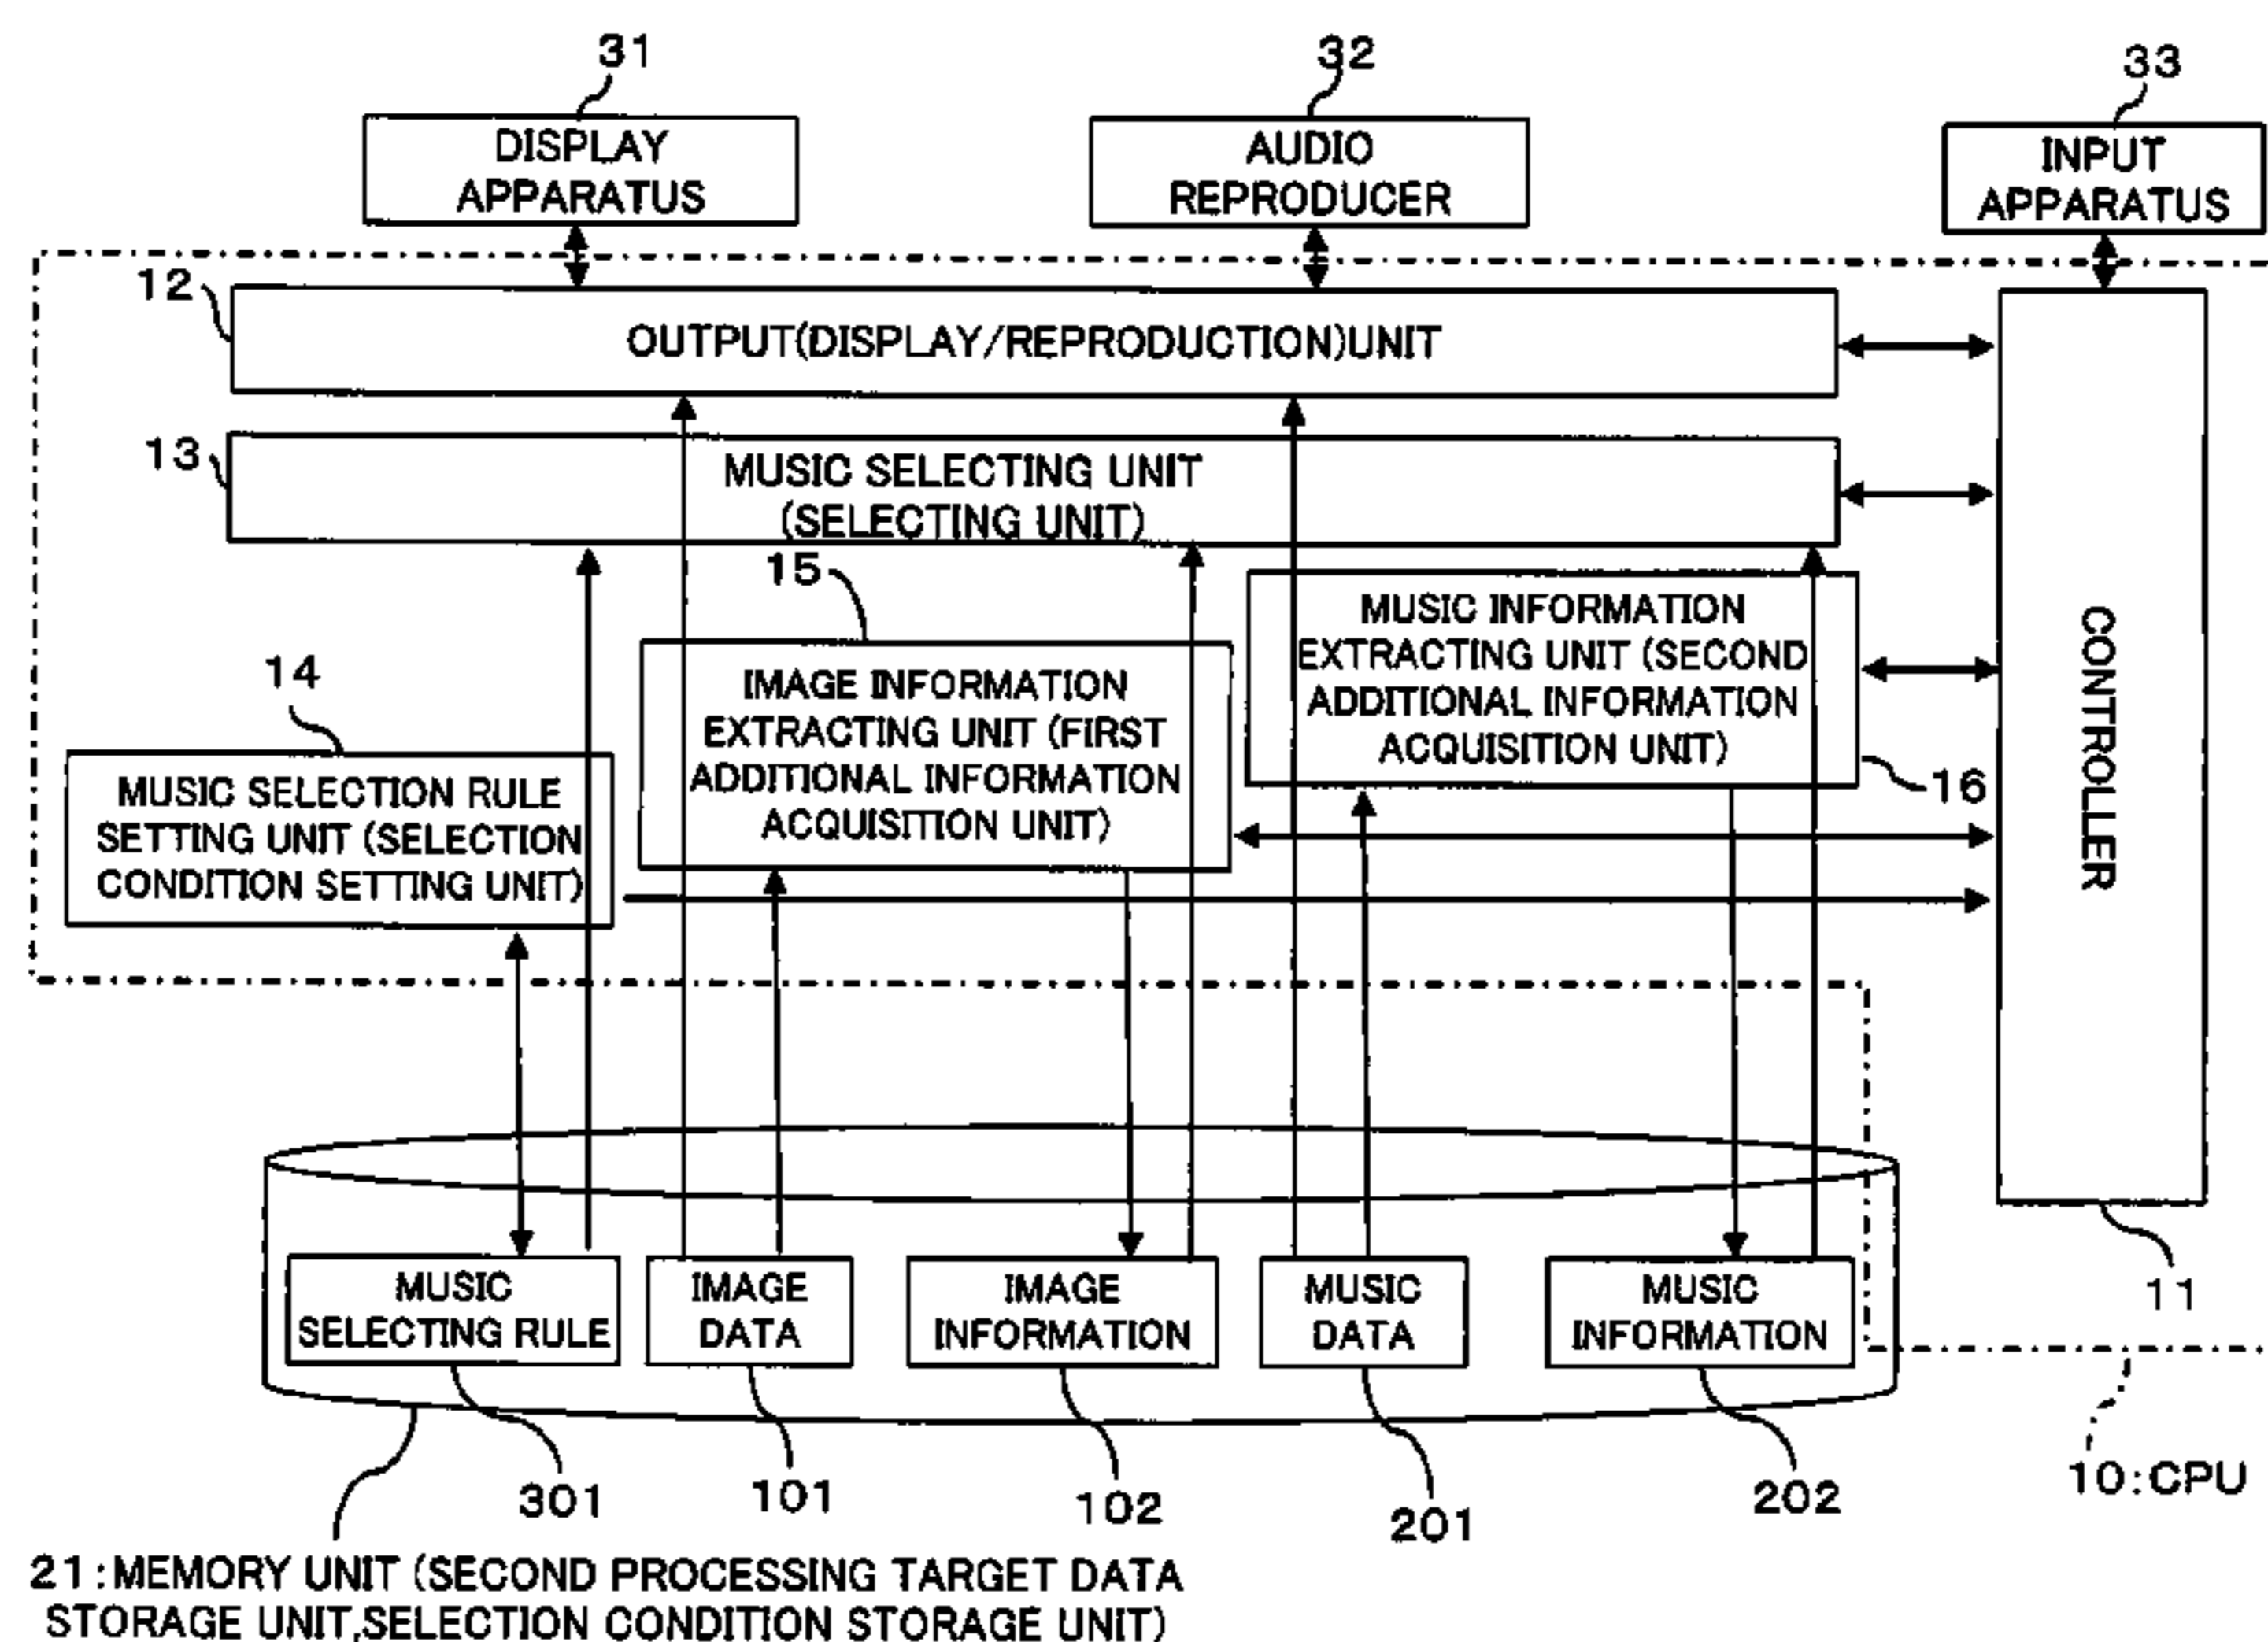 31
32
33
DISPLAY
APPARATUS
AUDIO
REPRODUCER
INPUT
APPARATUS
12
OUTPUT(DISPLAY/REPRODUCTION)UNIT
13
MUSIC SELECTING UNIT
(SELECTING UNIT)
15
MUSIC INFORMATION
EXTRACTING UNIT (SECOND
ADDITIONAL INFORMATION
ACQUISITION UNIT)
16
14
IMAGE INFORMATION
EXTRACTING UNIT (FIRST
ADDITIONAL INFORMATION
ACQUISITION UNIT)
MUSIC SELECTION RULE
SETTING UNIT (SELECTION
CONDITION SETTING UNIT)
CONTROLLER
11
MUSIC
SELECTING RULE
IMAGE
DATA
IMAGE
INFORMATION
MUSIC
DATA
MUSIC
INFORMATION
301
101
102
201
202
10:CPU
21:MEMORY UNIT (SECOND PROCESSING TARGET DATA
STORAGE UNIT,SELECTION CONDITION STORAGE UNIT)